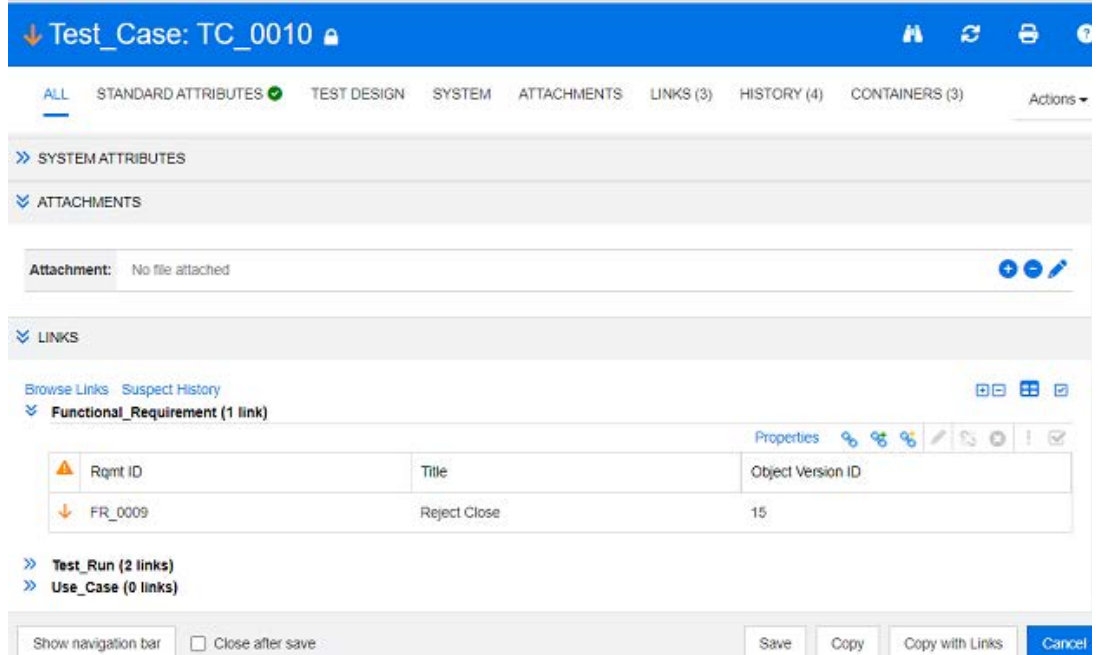 Test_Case: TC_0010
ALL STANDARD ATTRIBUTES TEST DESIGN SYSTEM ATTACHMENTS LINKS (3) HISTORY (4) CONTAINERS (3) Actions
SYSTEM ATTRIBUTES
ATTACHMENTS
Attachment: No file attached
LINKS
Browse Links Suspect History
Functional_Requirement (1 link)
Properties
Rqmt ID Title Object Version ID
FR_0009 Reject Close 15
Test_Run (2 links)
Use_Case (0 links)
Show navigation bar Close after save Save Copy Copy with Links Cancel